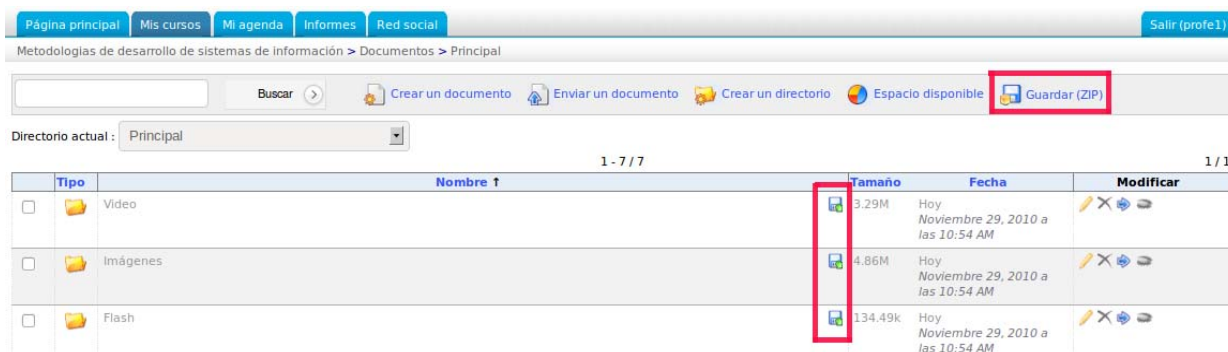 Página principal Mis cursos Mi agenda Informes Red social Salir (profe1)
Metodologias de desarrollo de sistemas de información > Documentos > Principal
Buscar Crear un documento Enviar un documento Crear un directorio Espacio disponible Guardar (ZIP)
Directorio actual : Principal
1 - 7 / 7 1 / 1
Tipo Nombre ↑ Tamaño Fecha Modificar
Video 3.29M Hoy
Noviembre 29, 2010 a
las 10:54 AM
Imágenes 4.86M Hoy
Noviembre 29, 2010 a
las 10:54 AM
Flash 134.49k Hoy
Noviembre 29, 2010 a
las 10:54 AM